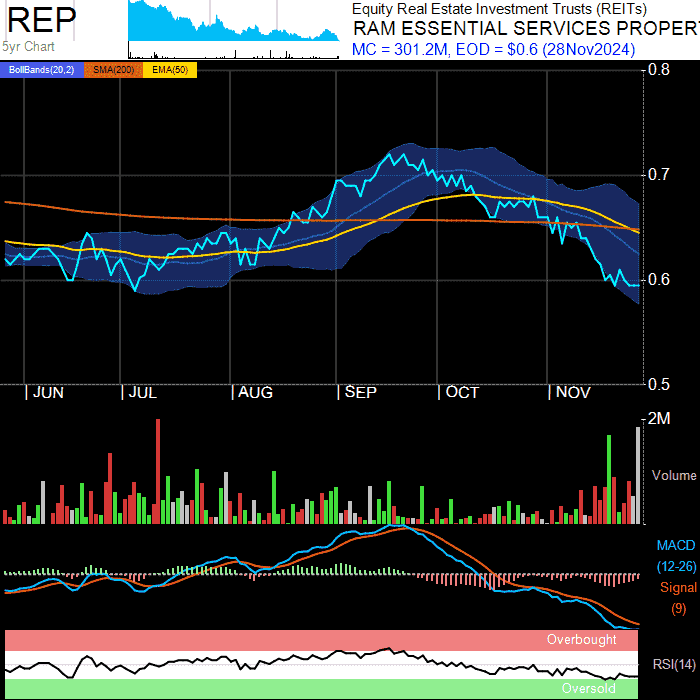 REP
5yr Chart
Equity Real Estate Investment Trusts (REITs)
RAM ESSENTIAL SERVICES PROPER
MC = 301.2M, EOD = $0.6 (28Nov2024)
BollBands(20,2) SMA(200) EMA(50)
0.8
0.7
0.6
0.5
JUN JUL AUG SEP OCT NOV
2M
Volume
MACD
(12-26)
Signal
(9)
Overbought
RSI(14)
Oversold